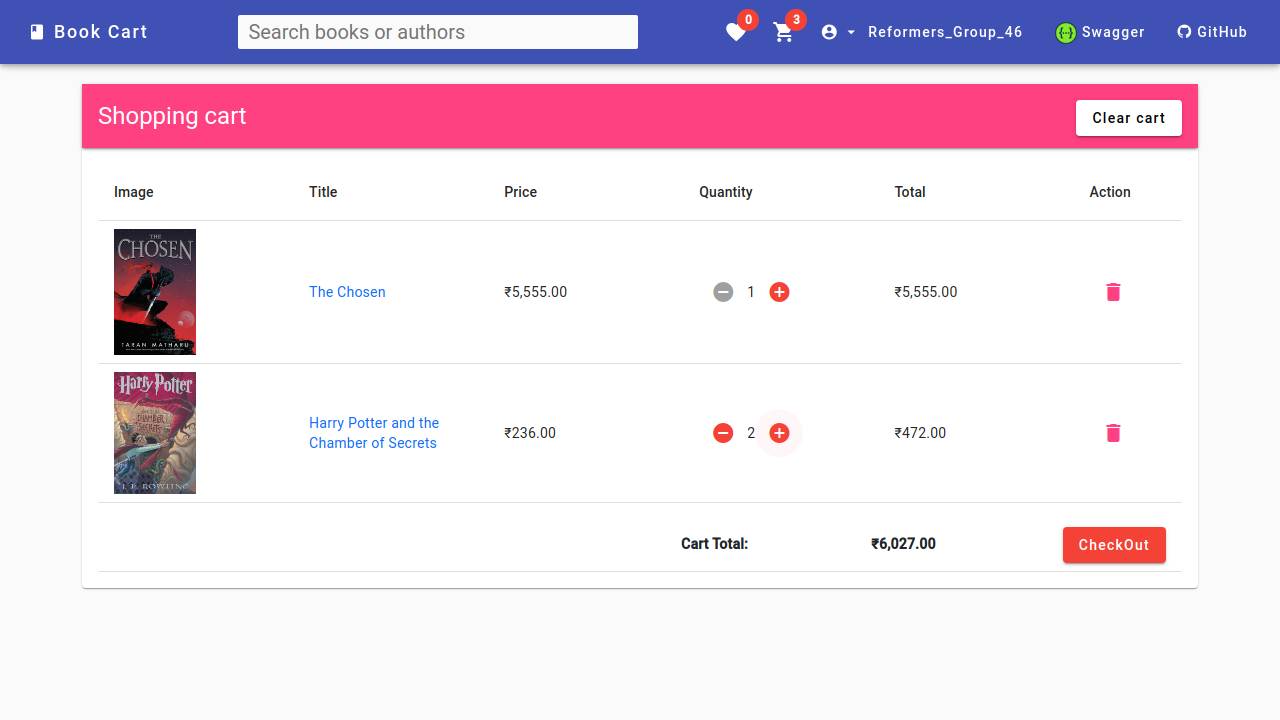 Book Cart
Search books or authors
0
3
Reformers_Group_46
Swagger
GitHub
Shopping cart
Clear cart
Image Title Price Quantity Total Action
THE
CHOSEN
TARAN MATHARU
The Chosen ₹5,555.00 1 ₹5,555.00
Harry Potter
AND THE
CHAMBER OF
SECRETS
J. K. ROWLING
Harry Potter and the
Chamber of Secrets
₹236.00 2 ₹472.00
Cart Total: ₹6,027.00 CheckOut